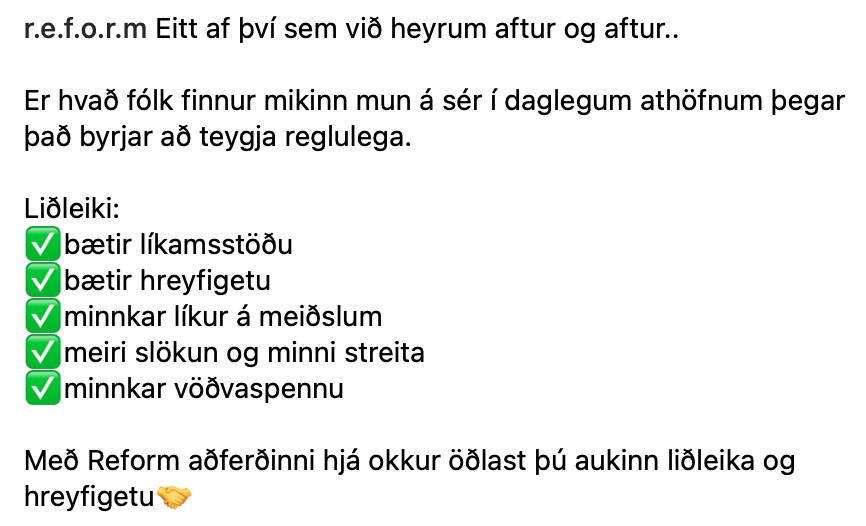 r.e.f.o.r.m Eitt af því sem við heyrum aftur og aftur..
Er hvað fólk finnur mikinn mun á sér í daglegum athöfnum þegar
það byrjar að teygja reglulega.
Liðleiki:
✅bætir líkamsstöðu
✅bætir hreyfigetu
✅minnkar líkur á meiðslum
✅meiri slökun og minni streita
✅minnkar vöðvaspennu
Með Reform aðferðinni hjá okkur öðlast þú aukinn liðleika og
hreyfigetu🤝